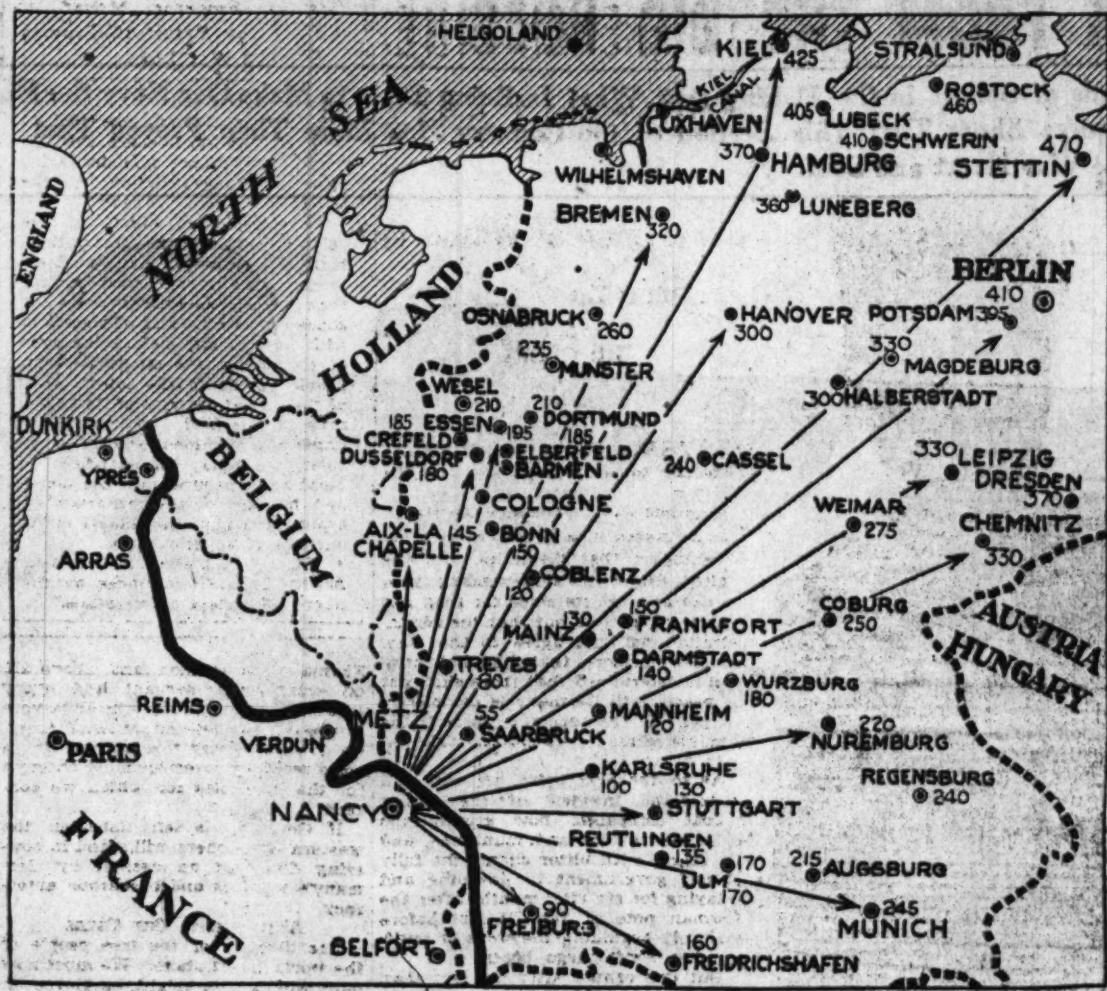 HELGOLAND
KIEL
425
STRALSUND
KIEL CANAL
ROSTOCK
460
CUXHAVEN
405
LUBECK
410
SCHWERIN
NORTH SEA
ENGLAND
WILHELMSHAVEN
370
HAMBURG
470
STETTIN
BREMEN
320
360
LUNEBERG
BERLIN
410
HOLLAND
OSNABRUCK
260
HANOVER
300
POTSDAM
395
235
MUNSTER
330
MAGDEBURG
WESEL
210
300
HALBERSTADT
DUNKIRK
185
ESSEN
195
210
DORTMUND
185
CREFELD
DUSSELDORF
180
ELBERFELD
BARMEN
240
CASSEL
330
LEIPZIG
DRESDEN
370
YPRES
BELGIUM
COLOGNE
WEIMAR
275
CHEMNITZ
330
ARRAS
AIX-LA
CHAPELLE
145
BONN
150
COBLENZ
120
COBURG
250
AUSTRIA
HUNGARY
130
MAINZ
150
FRANKFORT
DARMSTADT
140
TREVES
80
WURZBURG
180
REIMS
METZ
55
SAARBRUCK
MANNHEIM
120
PARIS
VERDUN
220
NUREMBURG
KARLSRUHE
100
130
REGENSBURG
240
NANCY
STUTTGART
FRANCE
REUTLINGEN
135
170
ULM
170
215
AUGSBURG
90
FREIBURG
245
MUNICH
BELFORT
160
FREIDRICHSHAFEN